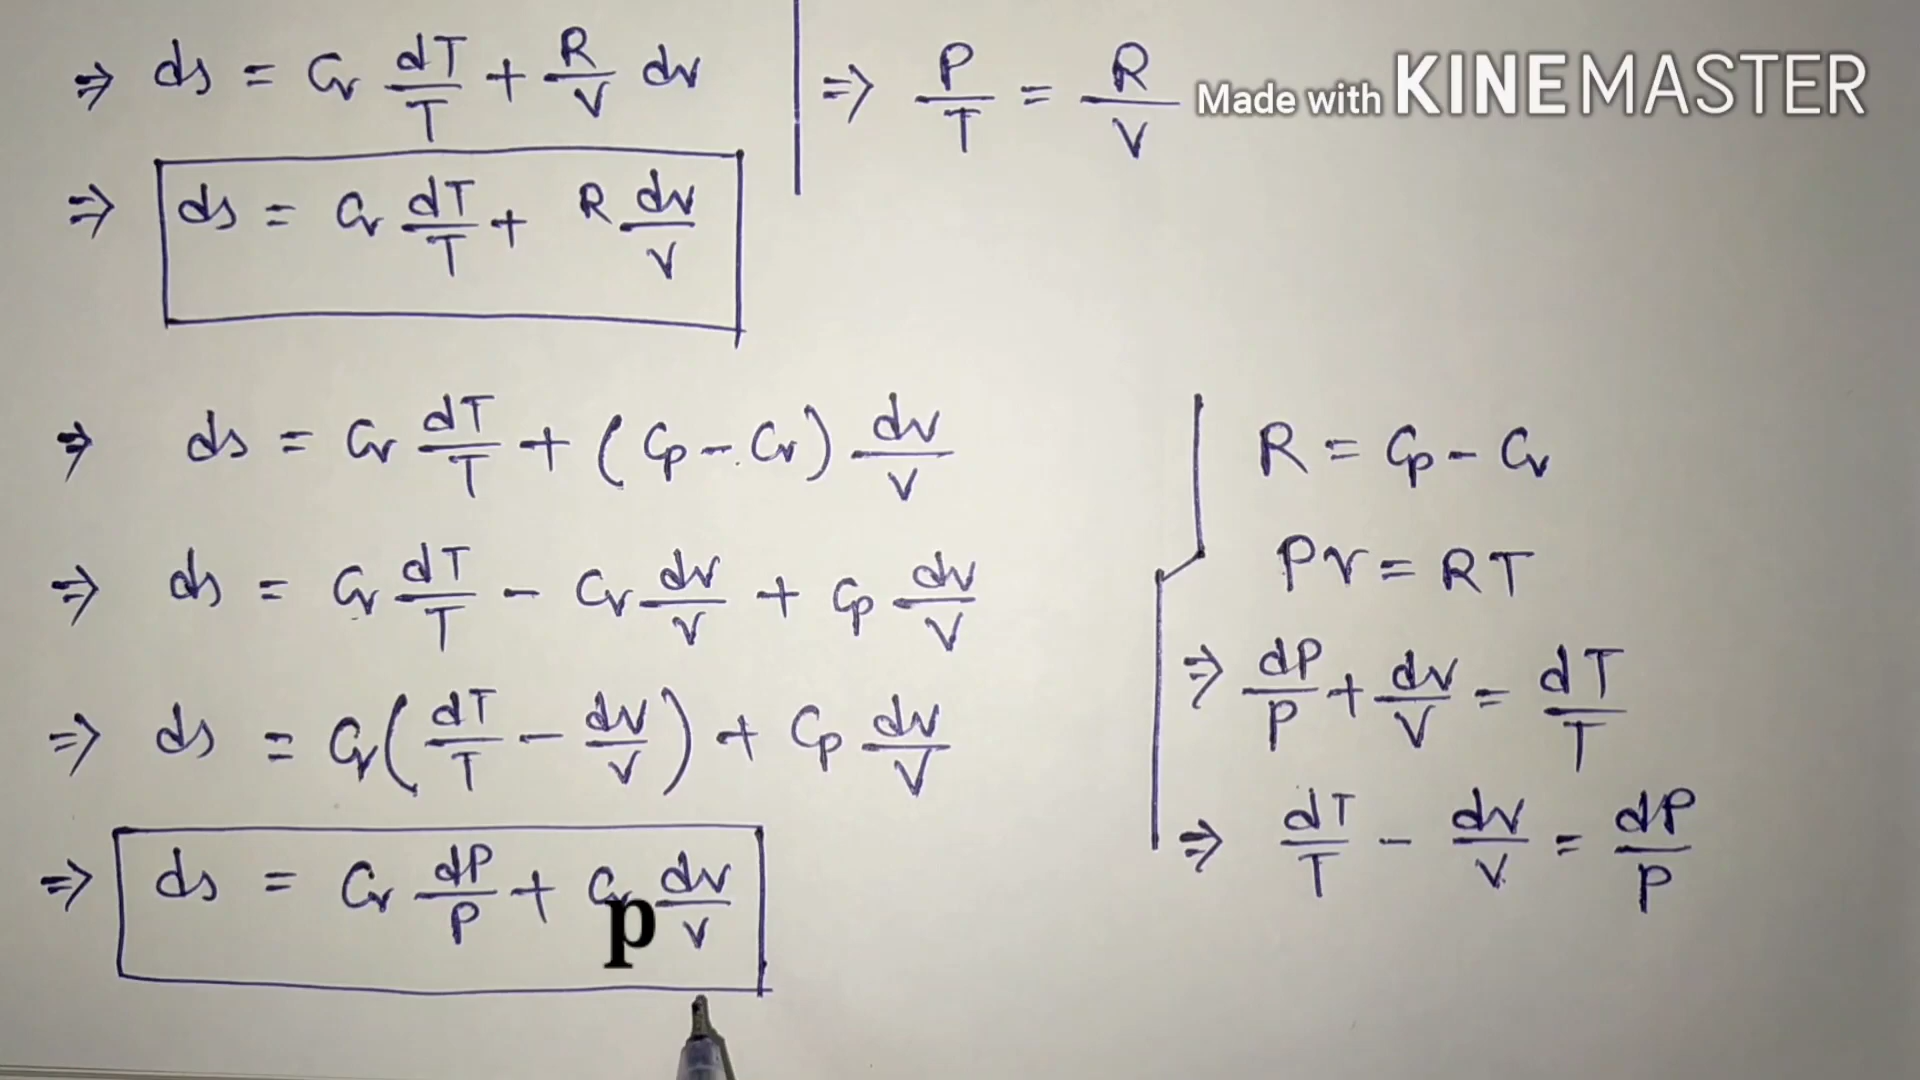 ⇒ ds = Cv dT/T + R/V dv
⇒ P/T = R/V
Made with KINEMASTER
⇒ ds = Cv dT/T + R dv/V
⇒ ds = Cv dT/T + (Cp - Cv) dv/V
R = Cp - Cv
⇒ ds = Cv dT/T - Cv dv/V + Cp dv/V
Pv = RT
⇒ dP/P + dv/V = dT/T
⇒ ds = Cv(dT/T - dv/V) + Cp dv/V
⇒ dT/T - dv/V = dP/P
⇒ ds = Cv dP/P + Cv dv/V
p